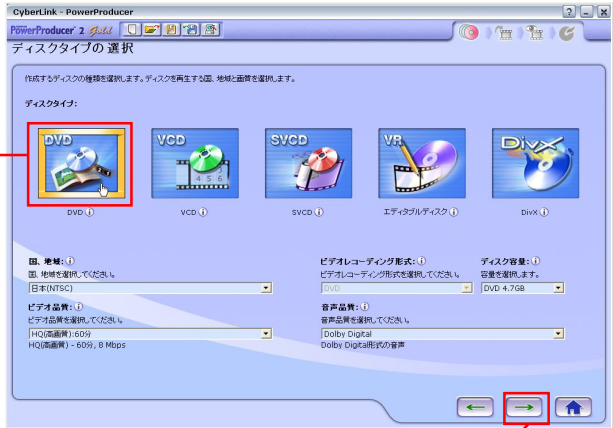 CyberLink - PowerProducer
PowerProducer 2 Gold
ディスクタイプの 選択
作成するディスクの種類を選択します。ディスクを再生する国、地域と画質を選択します。
ディスクタイプ:
DVD VCD SVCD VR DivX
4 5 6
DVD VCD SVCD エディタブルディスク DivX
国、地域: ビデオレコーディング形式: ディスク容量:
国、地域を選択してください。 ビデオレコーディング形式を選択してください。 容量を選択します。
日本(NTSC) DVD DVD 4.7GB
ビデオ品質: 音声品質:
ビデオ品質を選択してください。 音声品質を選択してください。
HQ(高画質):60分 Dolby Digital
HQ(高画質) - 60分, 8 Mbps Dolby Digital形式の音声